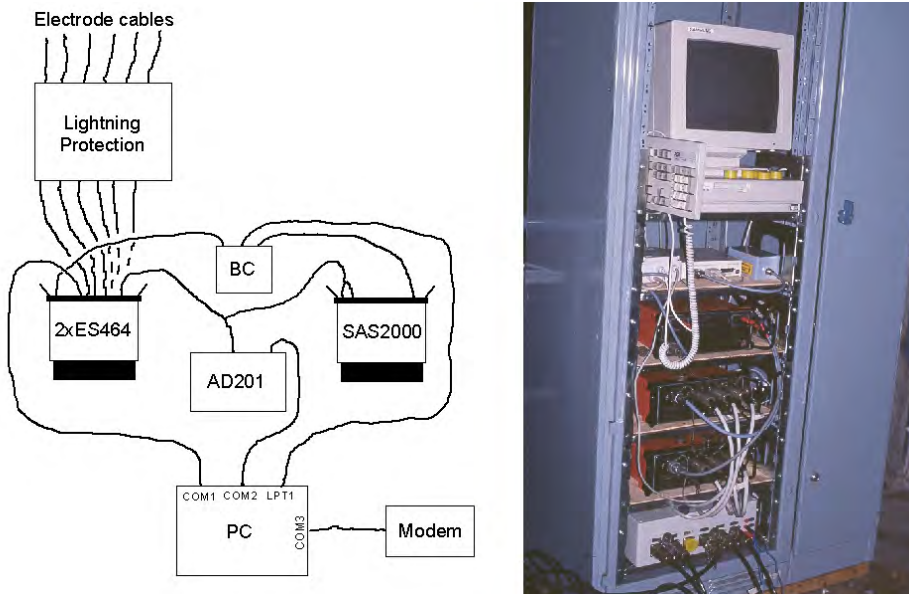 Electrode cables
Lightning
Protection
BC
2xES464
SAS2000
AD201
COM1 COM2 LPT1
COM3
PC
Modem